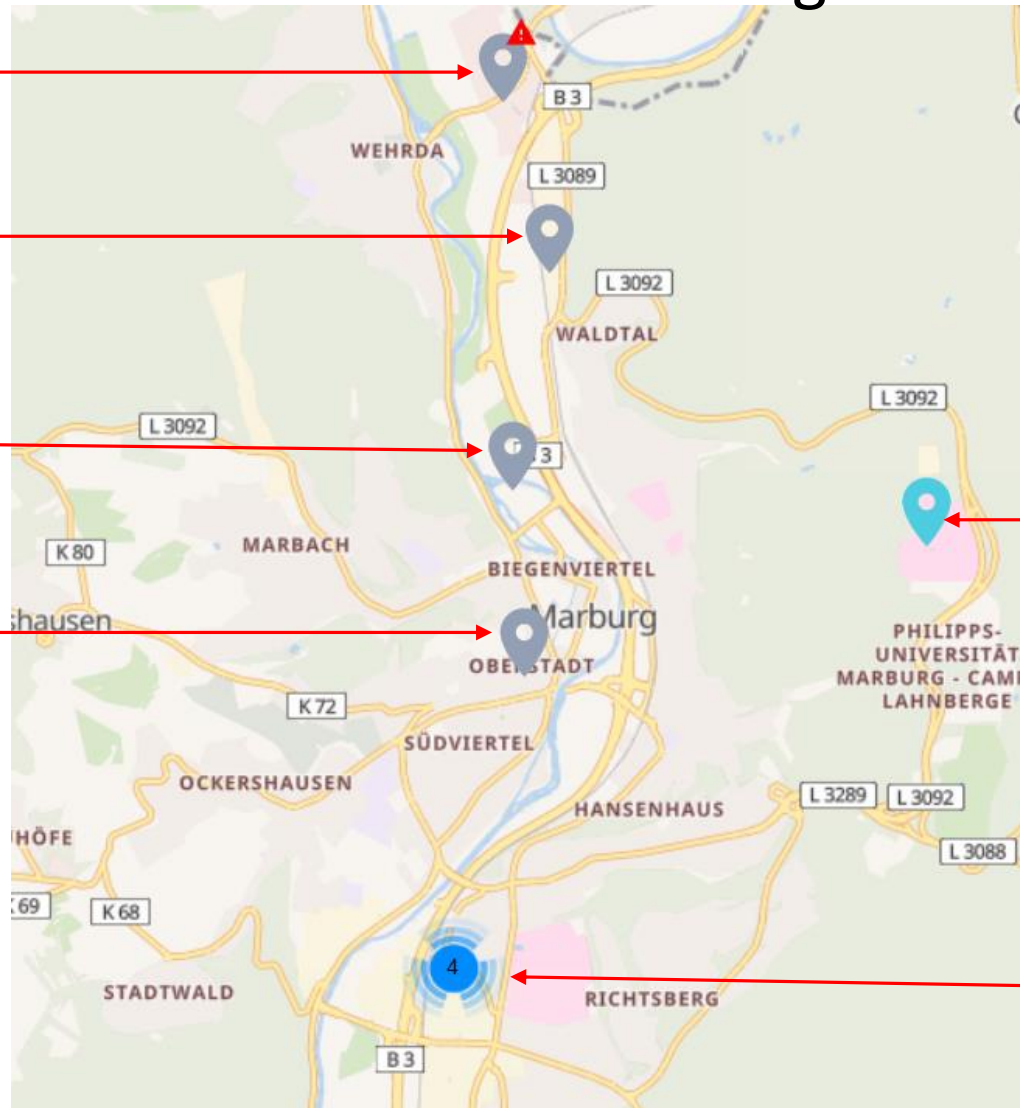 B 3
WEHRDA
L 3089
L 3092
WALDTAL
L 3092
L 3092
3
K 80
MARBACH
BIEGENVIERTEL
shausen
Marburg
OBERSTADT
PHILIPPS-
UNIVERSITÄT
MARBURG - CAM
LAHNBERGE
K 72
SÜDVIERTEL
OCKERSHAUSEN
HANSENHAUS
L 3289
L 3092
HÖFE
L 3088
69
K 68
4
STADTWALD
RICHTSBERG
B 3